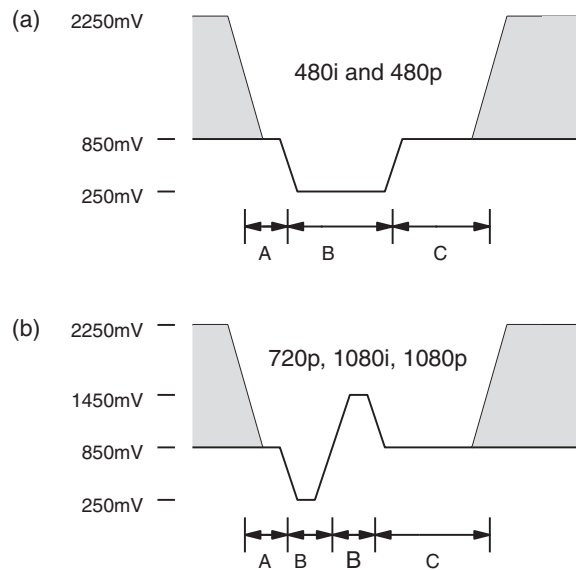 (a)
2250mV
480i and 480p
850mV
250mV
A B C
(b)
2250mV
720p, 1080i, 1080p
1450mV
850mV
250mV
A B B C